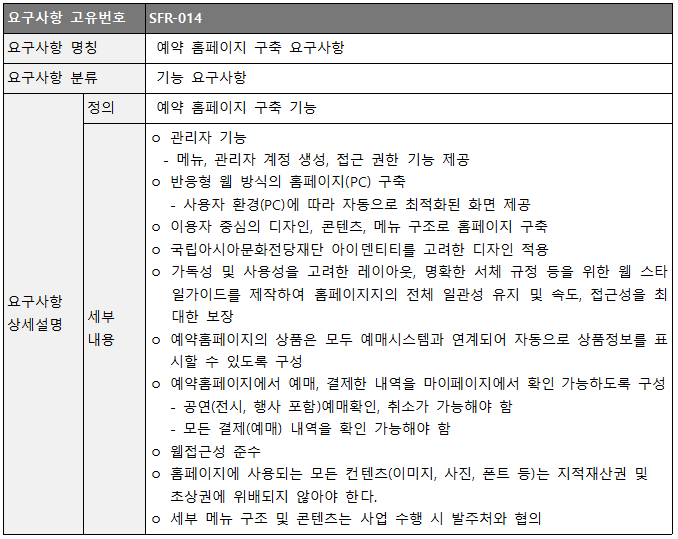 요구사항 고유번호 SFR-014
요구사항 명칭 예약 홈페이지 구축 요구사항
요구사항 분류 기능 요구사항
요구사항 상세설명
정의 예약 홈페이지 구축 기능
세부 내용
ο 관리자 기능
- 메뉴, 관리자 계정 생성, 접근 권한 기능 제공
ο 반응형 웹 방식의 홈페이지(PC) 구축
- 사용자 환경(PC)에 따라 자동으로 최적화된 화면 제공
ο 이용자 중심의 디자인, 콘텐츠, 메뉴 구조로 홈페이지 구축
ο 국립아시아문화전당재단 아이덴티티를 고려한 디자인 적용
ο 가독성 및 사용성을 고려한 레이아웃, 명확한 서체 규정 등을 위한 웹 스타
일가이드를 제작하여 홈페이지지의 전체 일관성 유지 및 속도, 접근성을 최
대한 보장
ο 예약홈페이지의 상품은 모두 예매시스템과 연계되어 자동으로 상품정보를 표
시할 수 있도록 구성
ο 예약홈페이지에서 예매, 결제한 내역을 마이페이지에서 확인 가능하도록 구성
- 공연(전시, 행사 포함)예매확인, 취소가 가능해야 함
- 모든 결제(예매) 내역을 확인 가능해야 함
ο 웹접근성 준수
ο 홈페이지에 사용되는 모든 컨텐츠(이미지, 사진, 폰트 등)는 지적재산권 및
초상권에 위배되지 않아야 한다.
ο 세부 메뉴 구조 및 콘텐츠는 사업 수행 시 발주처와 협의